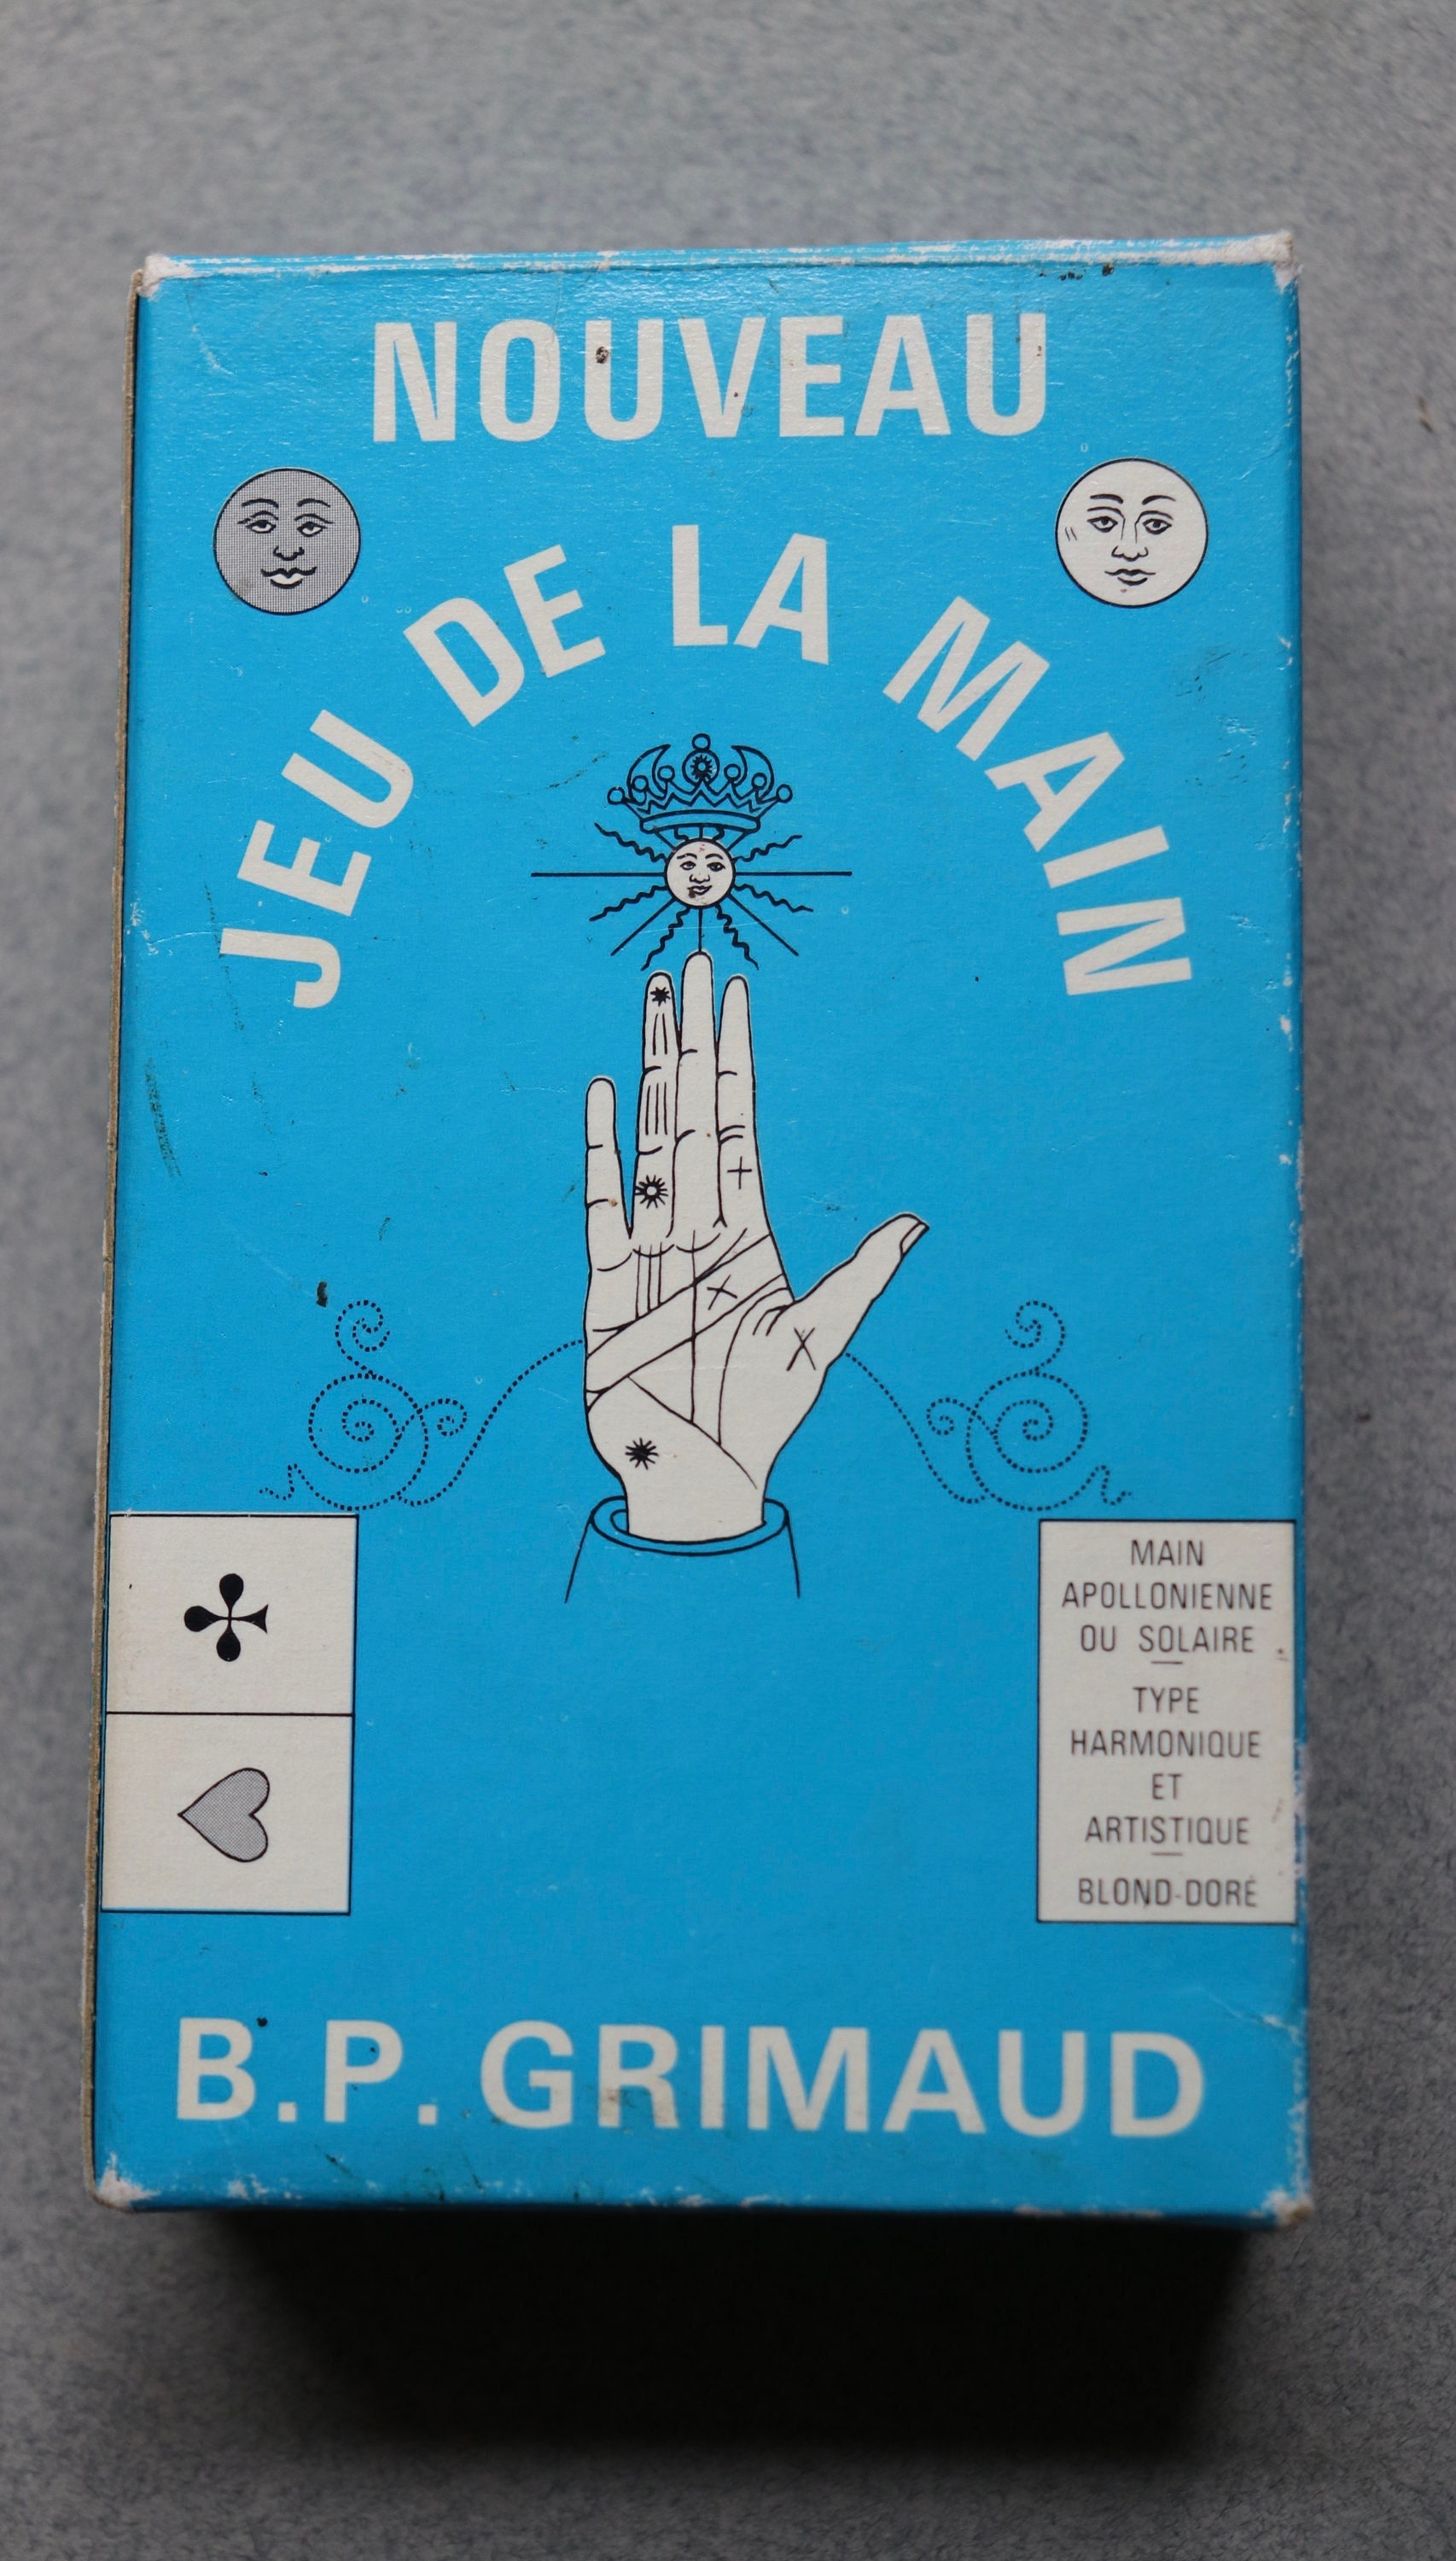 NOUVEAU
JEU DE LA MAIN
MAIN
APOLLONIENNE
OU SOLAIRE
TYPE
HARMONIQUE
ET
ARTISTIQUE
BLOND-DORÉ
B.P. GRIMAUD